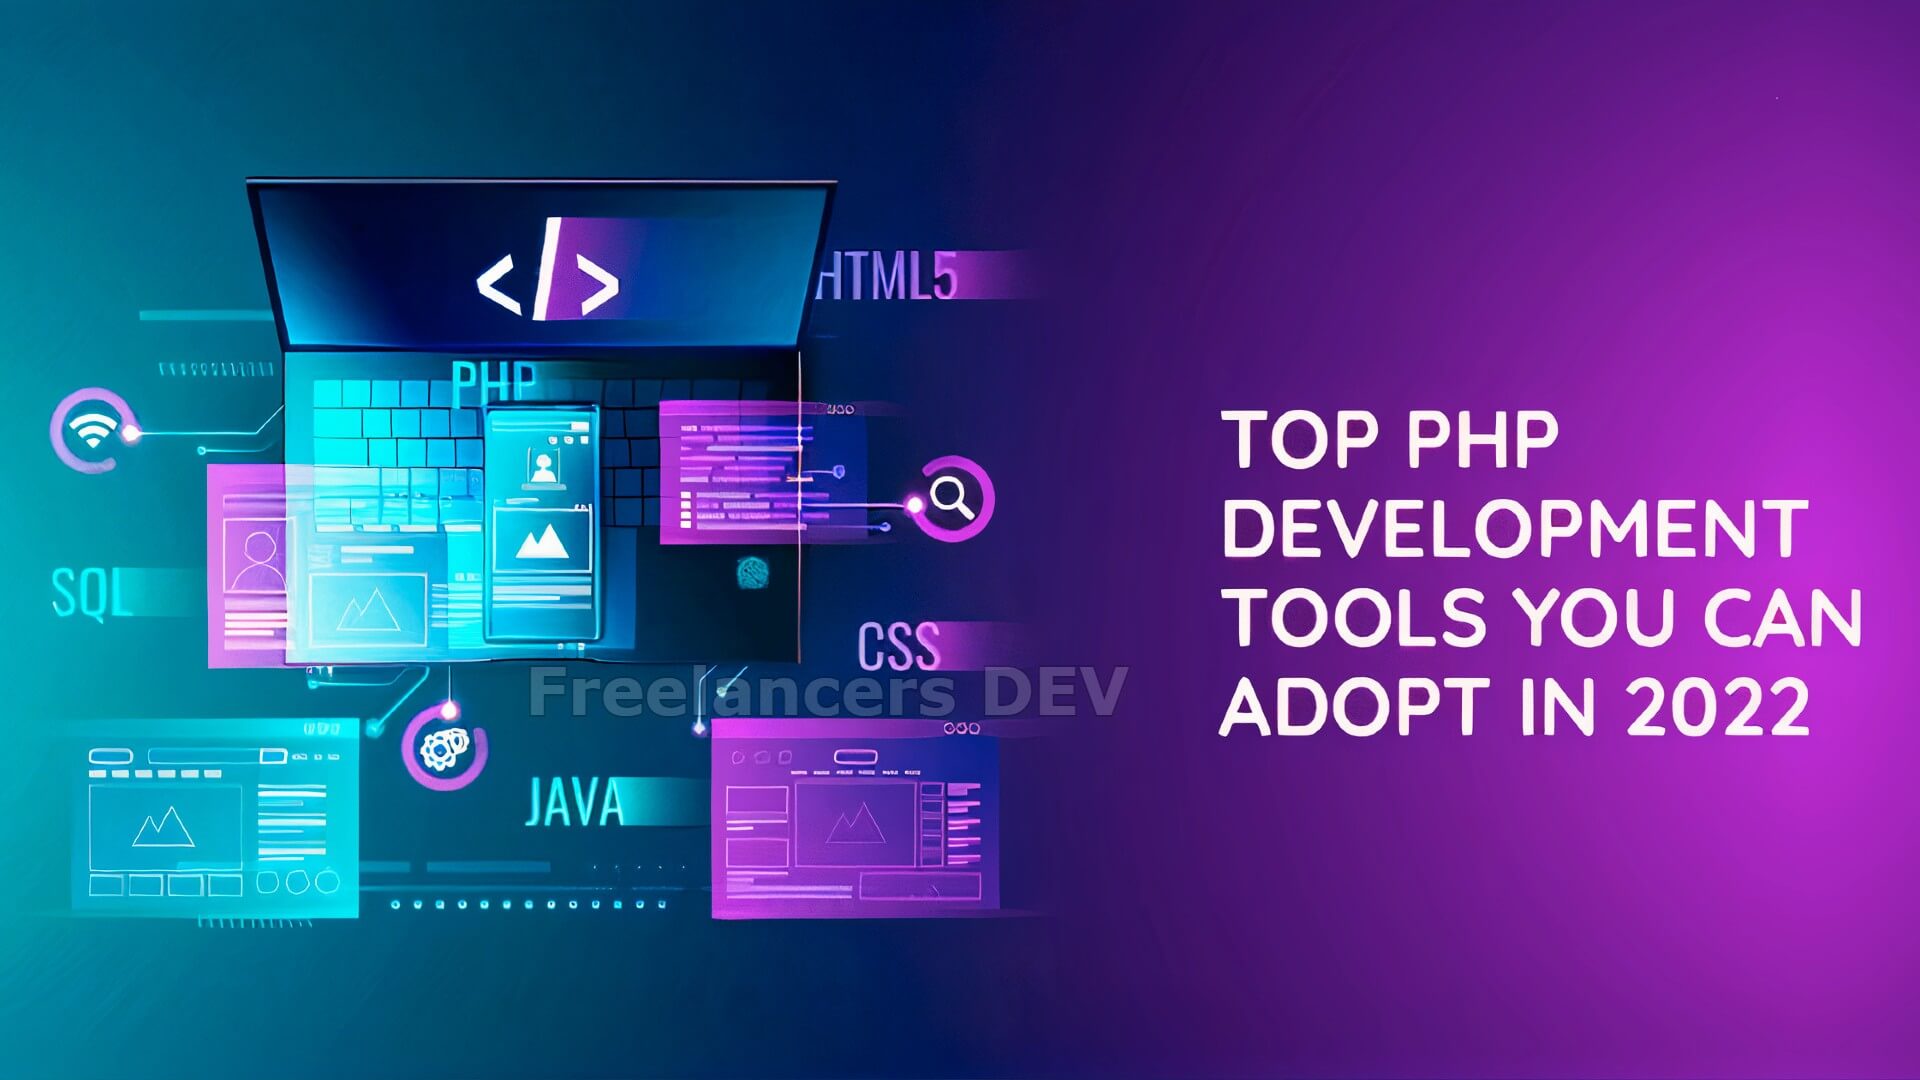 </>
HTML5
PHP
SQL
CSS
Freelancers DEV
JAVA
TOP PHP
DEVELOPMENT
TOOLS YOU CAN
ADOPT IN 2022